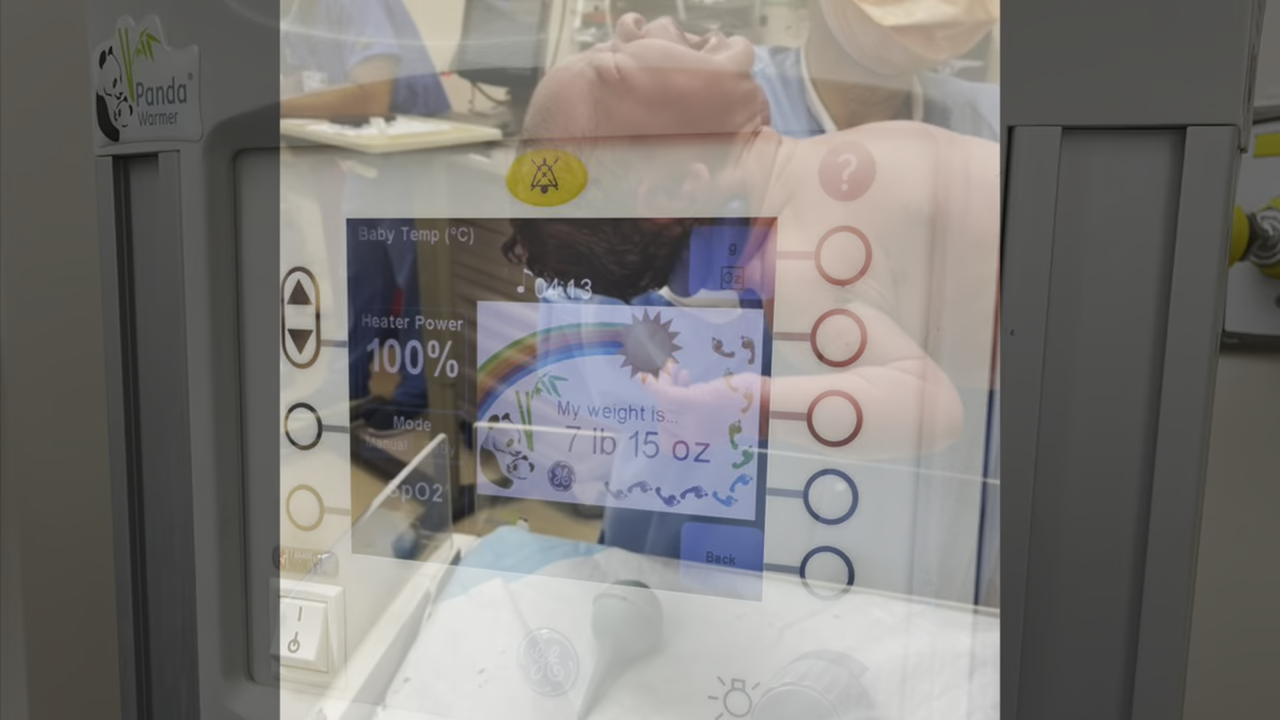 Panda®
Warmer
?
Baby Temp (°C)
g
Oz
04:13
Heater Power
100%
My weight is...
7 lb 15 oz
Mode
Manual
SpO2
Back